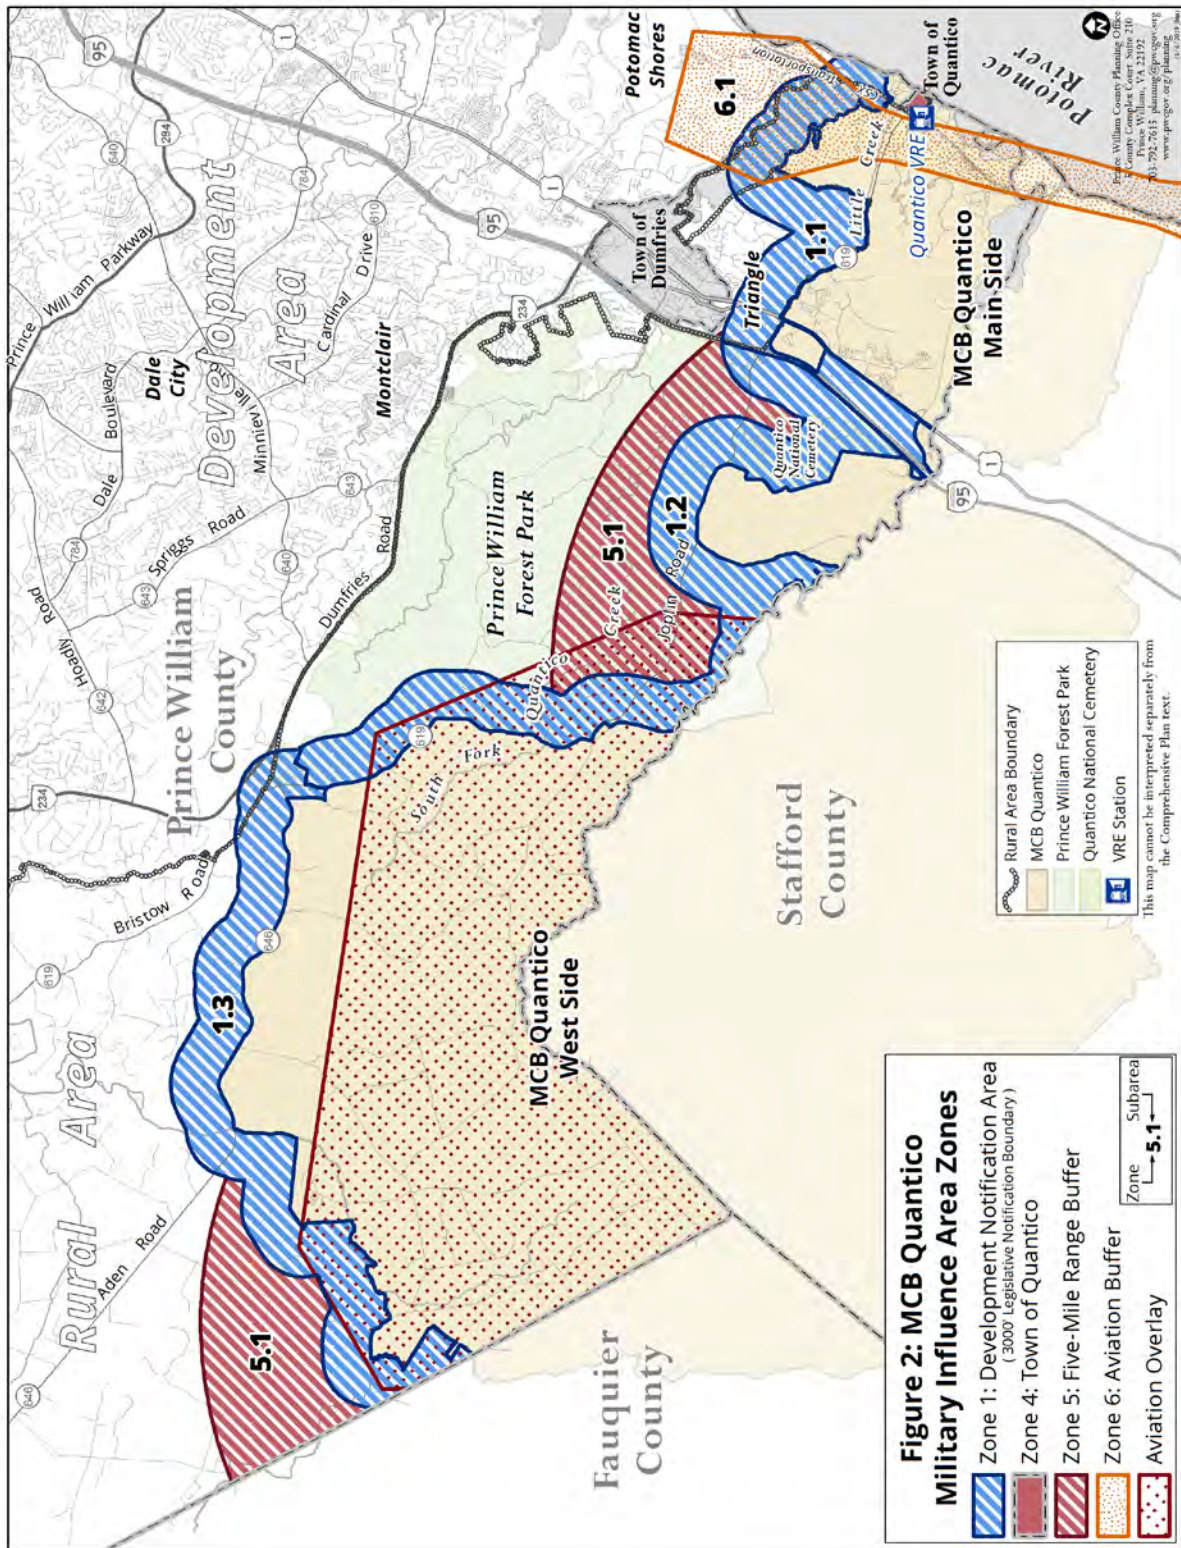 Figure 2: MCB Quantico
Military Influence Area Zones
Zone 1: Development Notification Area
( 3000' Legislative Notification Boundary )
Zone 4: Town of Quantico
Zone 5: Five-Mile Range Buffer
Zone 6: Aviation Buffer
Aviation Overlay
Zone
Subarea
5.1
Rural Area Boundary
MCB Quantico
Prince William Forest Park
Quantico National Cemetery
VRE Station
This map cannot be interpreted separately from
the Comprehensive Plan text.
Rural Area
646
Aden Road
5.1
619
1.3
Bristow Road
646
234
Prince William
County
642
Hoadly Road
643
784
Spriggs Road
Dale Boulevard
Dale
City
Prince William Parkway
640
294
Development
Area
Minnieville
640
643
784
Cardinal Drive
610
Montclair
Dumfries Road
234
95
1
95
1
Town of
Dumfries
Potomac
Shores
6.1
Transportation
CSX
Prince William
Forest Park
5.1
1.2
Joplin Road
Quantico
Creek
South
Fork
619
Quantico
National
Cemetery
Triangle
1.1
Little
Creek
619
Quantico VRE
Town of
Quantico
Potomac
River
MCB Quantico
Main Side
1
95
MCB Quantico
West Side
Stafford
County
Fauquier
County
Prince William County Planning Office
5 County Complex Court, Suite 210
Prince William, VA 22192
703-792-7615 planning@pwcgov.org
www.pwcgov.org/planning